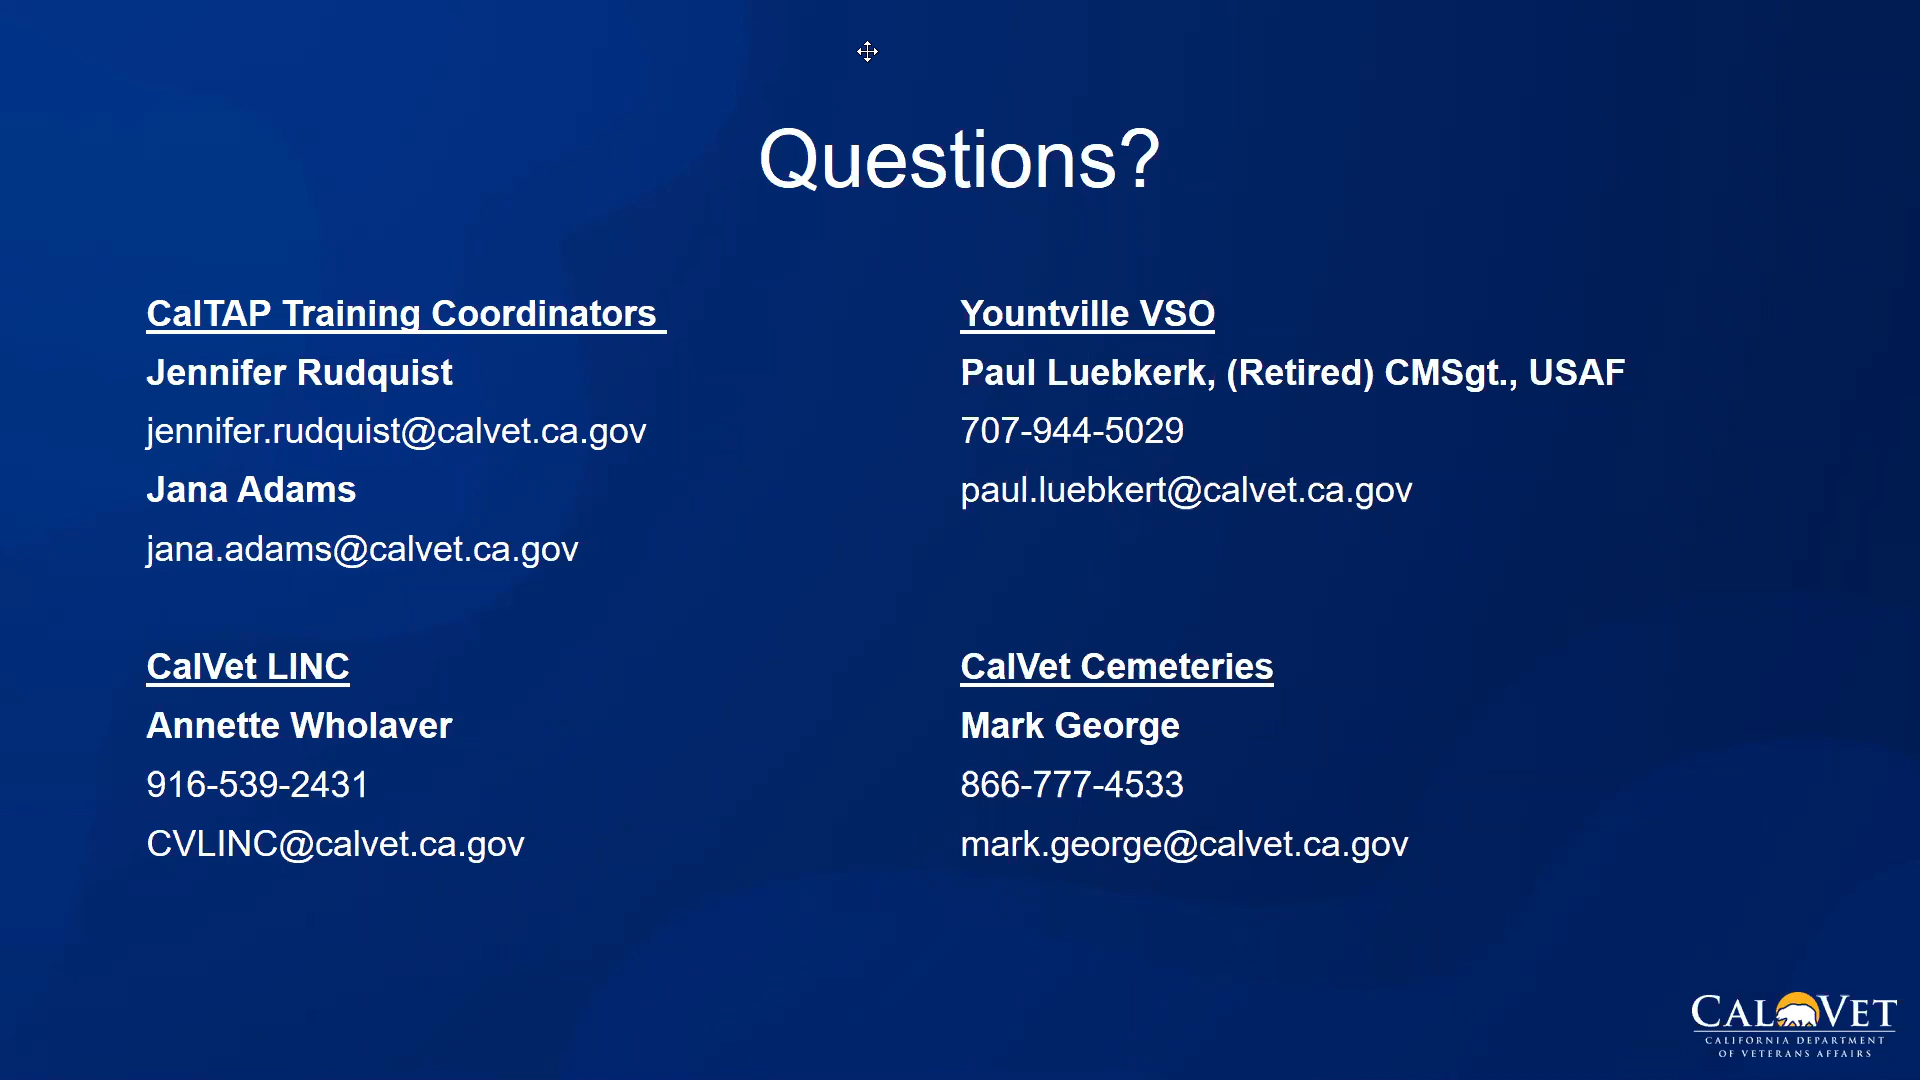 Questions?
CalTAP Training Coordinators
Jennifer Rudquist
jennifer.rudquist@calvet.ca.gov
Jana Adams
jana.adams@calvet.ca.gov
Yountville VSO
Paul Luebkerk, (Retired) CMSgt., USAF
707-944-5029
paul.luebkert@calvet.ca.gov
CalVet LINC
Annette Wholaver
916-539-2431
CVLINC@calvet.ca.gov
CalVet Cemeteries
Mark George
866-777-4533
mark.george@calvet.ca.gov
CAL VET
CALIFORNIA DEPARTMENT
OF VETERANS AFFAIRS